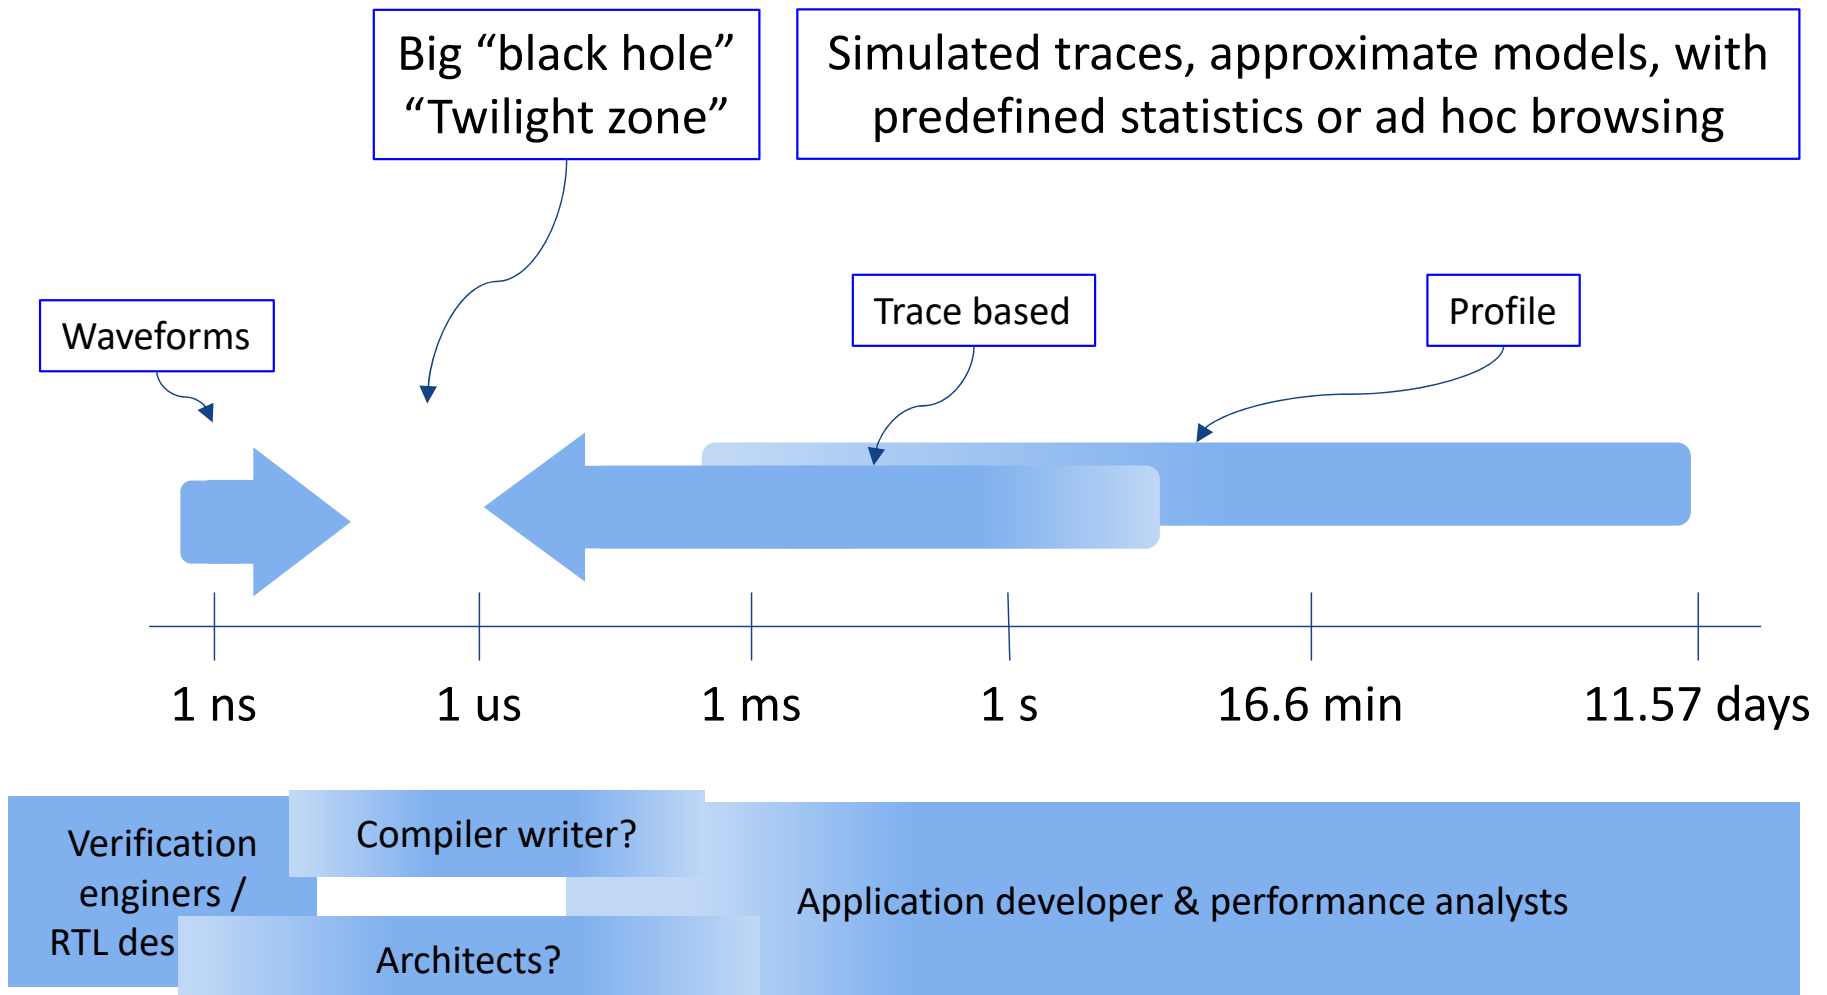 Big “black hole”
“Twilight zone”
Simulated traces, approximate models, with
predefined statistics or ad hoc browsing
Waveforms
Trace based
Profile
1 ns
1 us
1 ms
1 s
16.6 min
11.57 days
Verification
enginers /
RTL des
Compiler writer?
Architects?
Application developer & performance analysts